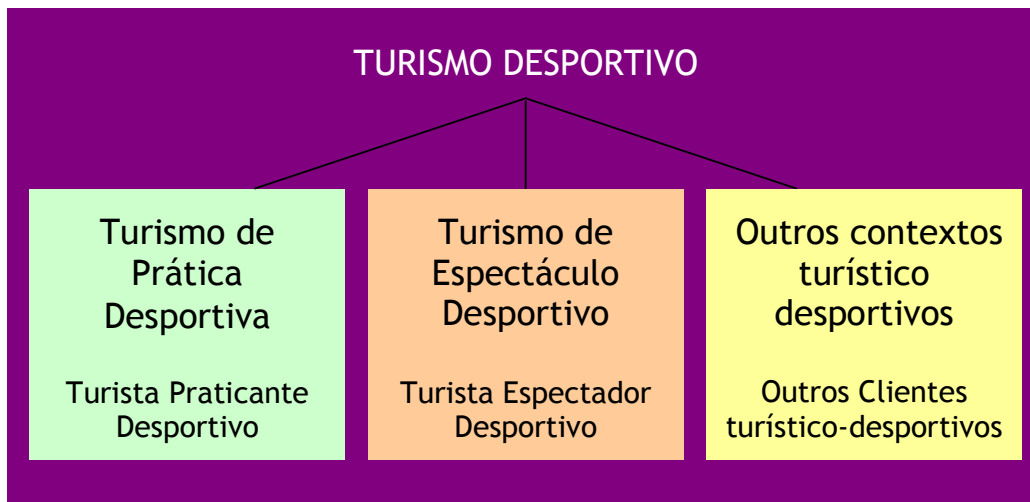 TURISMO DESPORTIVO
Turismo de
Prática
Desportiva
Turista Praticante
Desportivo
Turismo de
Espectáculo
Desportivo
Turista Espectador
Desportivo
Outros contextos
turístico
desportivos
Outros Clientes
turístico-desportivos